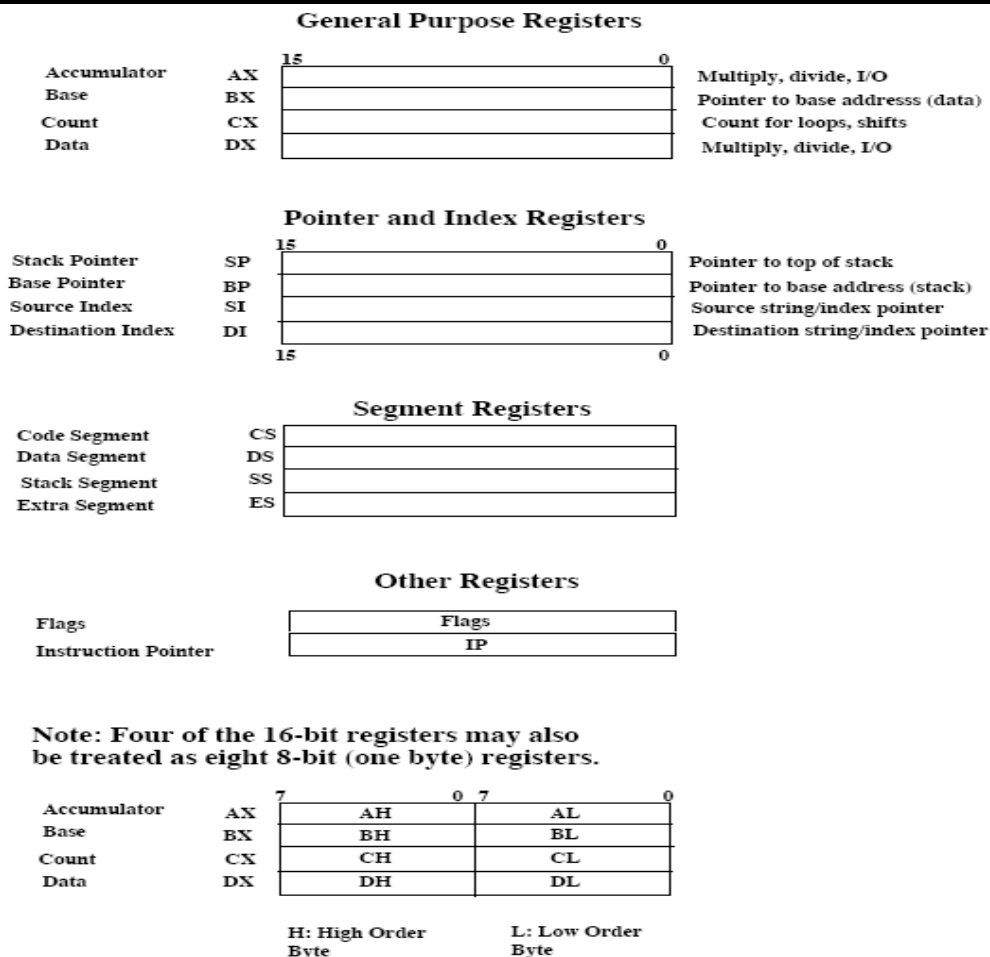 General Purpose Registers
15 0
Accumulator AX Multiply, divide, I/O
Base BX Pointer to base addresss (data)
Count CX Count for loops, shifts
Data DX Multiply, divide, I/O
Pointer and Index Registers
15 0
Stack Pointer SP Pointer to top of stack
Base Pointer BP Pointer to base address (stack)
Source Index SI Source string/index pointer
Destination Index DI Destination string/index pointer
15 0
Segment Registers
Code Segment CS
Data Segment DS
Stack Segment SS
Extra Segment ES
Other Registers
Flags Flags
Instruction Pointer IP
Note: Four of the 16-bit registers may also
be treated as eight 8-bit (one byte) registers.
7 0 7 0
Accumulator AX AH AL
Base BX BH BL
Count CX CH CL
Data DX DH DL
H: High Order L: Low Order
Byte Byte